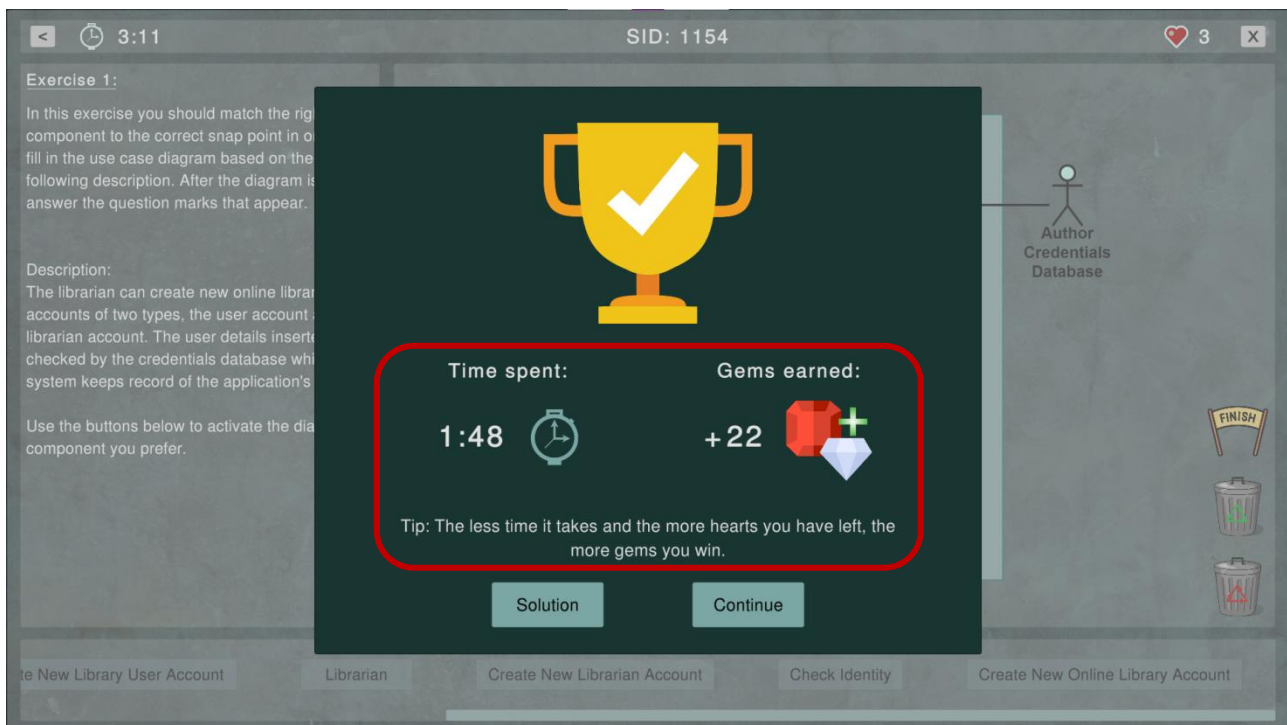 <
3:11
SID: 1154
3
X
Exercise 1:
In this exercise you should match the rig
component to the correct snap point in o
fill in the use case diagram based on the
following description. After the diagram is
answer the question marks that appear.
Description:
The librarian can create new online librar
accounts of two types, the user account
librarian account. The user details inserte
checked by the credentials database whi
system keeps record of the application's
Use the buttons below to activate the dia
component you prefer.
Author
Credentials
Database
Time spent:
Gems earned:
1:48
+22
Tip: The less time it takes and the more hearts you have left, the
more gems you win.
Solution
Continue
FINISH
te New Library User Account
Librarian
Create New Librarian Account
Check Identity
Create New Online Library Account